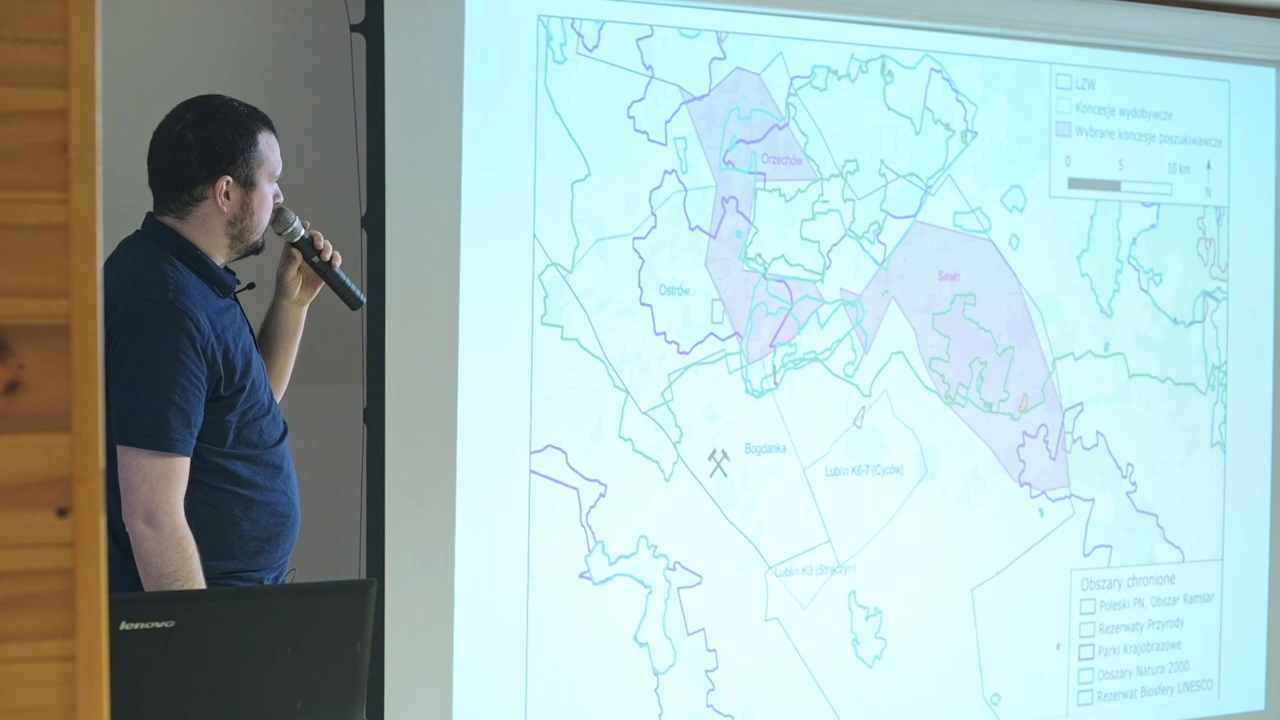 LZW
Koncesje wydobywcze
Wybrane koncesje poszukiwawcze
0 5 10 km
N
Orzechów
Sawin
Ostrów
Bogdanka
Lublin K6-7 (Cyców)
Lublin K3 (Stręczyn)
Obszary chronione
Poleski PN, Obszar Ramsar
Rezerwaty Przyrody
Parki Krajobrazowe
Obszary Natura 2000
Rezerwat Biosfery UNESCO
lenovo